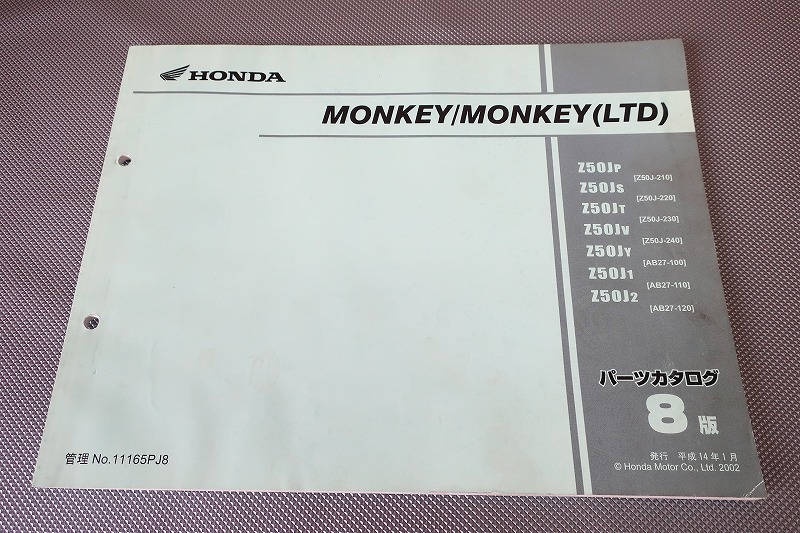 HONDA
MONKEY/MONKEY(LTD)
Z50JP [Z50J-210]
Z50JS [Z50J-220]
Z50JT [Z50J-230]
Z50JV [Z50J-240]
Z50JY [AB27-100]
Z50J1 [AB27-110]
Z50J2 [AB27-120]
パーツカタログ
8版
管理 No.11165PJ8
発行 平成14年1月
© Honda Motor Co., Ltd. 2002